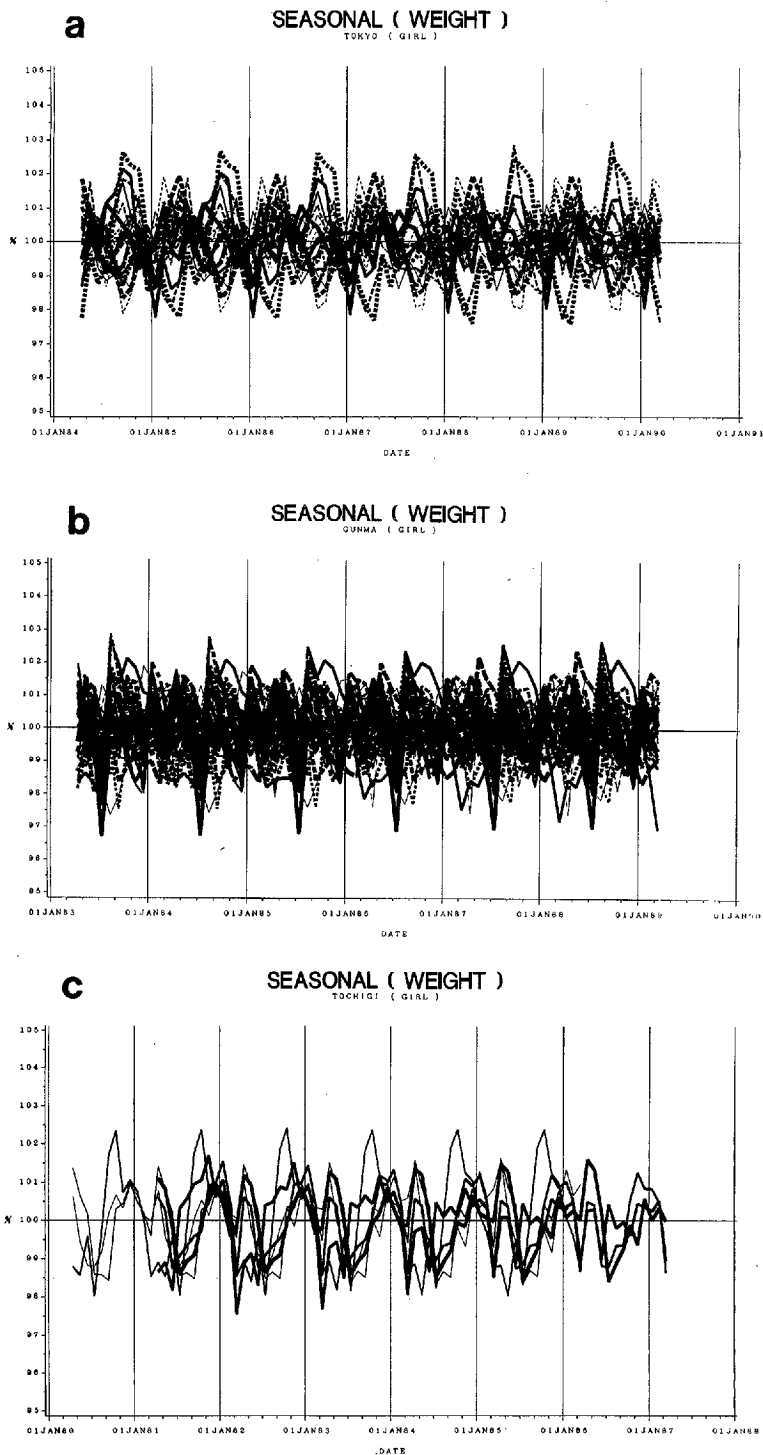 a
SEASONAL ( WEIGHT )
TOKYO ( GIRL )
105
104
103
102
101
% 100
99
98
97
96
95
01JAN84 01JAN85 01JAN86 01JAN87 01JAN88 01JAN89 01JAN90 01JAN91
DATE
b
SEASONAL ( WEIGHT )
GUNMA ( GIRL )
105
104
103
102
101
% 100
99
98
97
96
95
01JAN83 01JAN84 01JAN85 01JAN86 01JAN87 01JAN88 01JAN89 01JAN90
DATE
c
SEASONAL ( WEIGHT )
TOCHIGI ( GIRL )
105
104
103
102
101
% 100
99
98
97
96
95
01JAN80 01JAN81 01JAN82 01JAN83 01JAN84 01JAN85 01JAN86 01JAN87 01JAN88
DATE